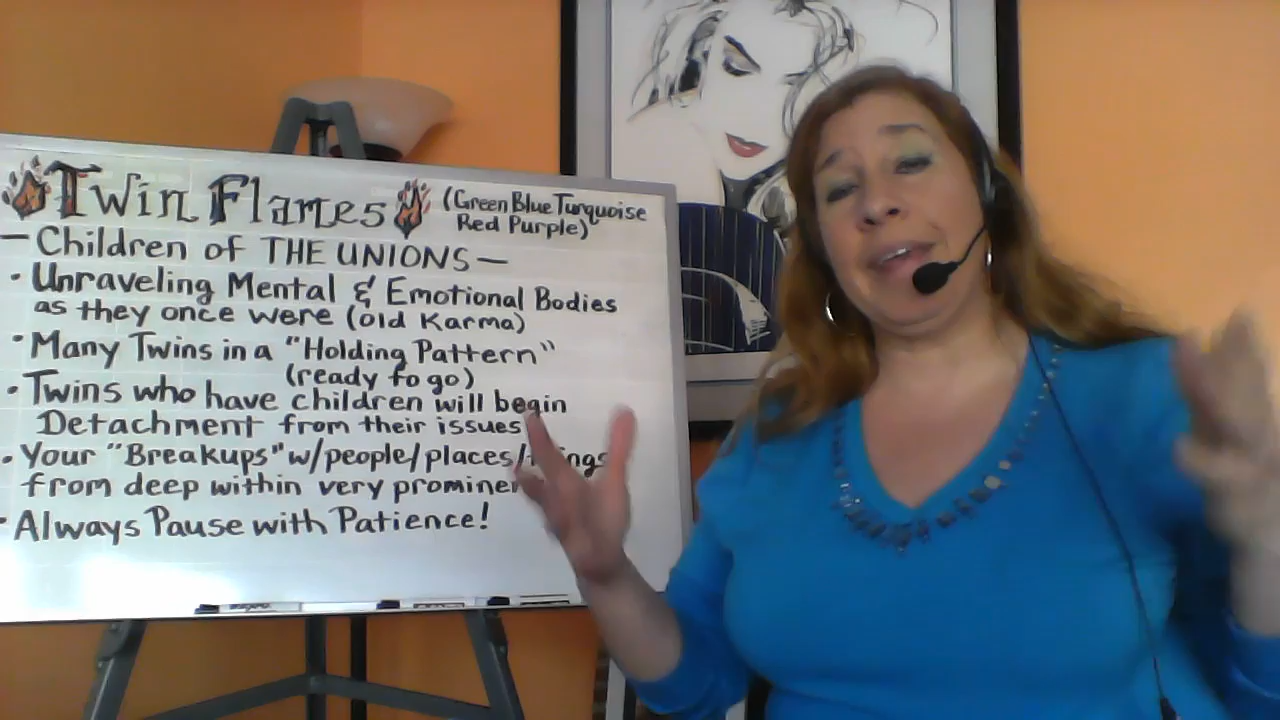 Twin Flames (Green Blue Turquoise
Red Purple)
— Children of THE UNIONS —
• Unraveling Mental & Emotional Bodies
as they once were (old Karma)
• Many Twins in a "Holding Pattern"
(ready to go)
• Twins who have children will begin
Detachment from their issues
• Your "Breakups" w/people/places/
from deep within very
• Always Pause with Patience!